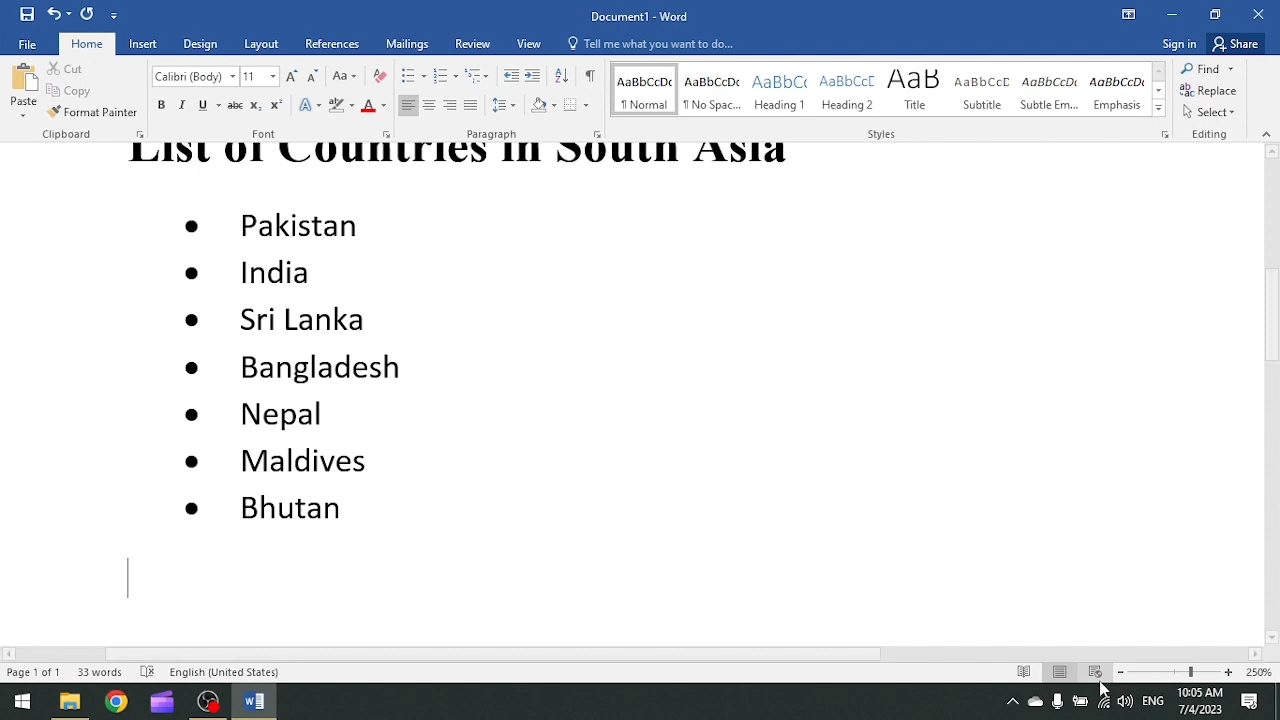 Document1 - Word
File Home Insert Design Layout References Mailings Review View Tell me what you want to do... Sign in Share
Paste
Cut
Copy
Format Painter
Clipboard
Calibri (Body) 11
Font
Paragraph
AaBbCcDc AaBbCcDc AaBbCc AaBbCcD AaB AaBbCcD AaBbCcDc AaBbCcDc
¶ Normal ¶ No Spac... Heading 1 Heading 2 Title Subtitle Subtle Em... Emphasis
Styles
Find
Replace
Select
Editing
List of Countries in South Asia
• Pakistan
• India
• Sri Lanka
• Bangladesh
• Nepal
• Maldives
• Bhutan
Page 1 of 1 33 words English (United States) 250%
ENG 10:05 AM
7/4/2023